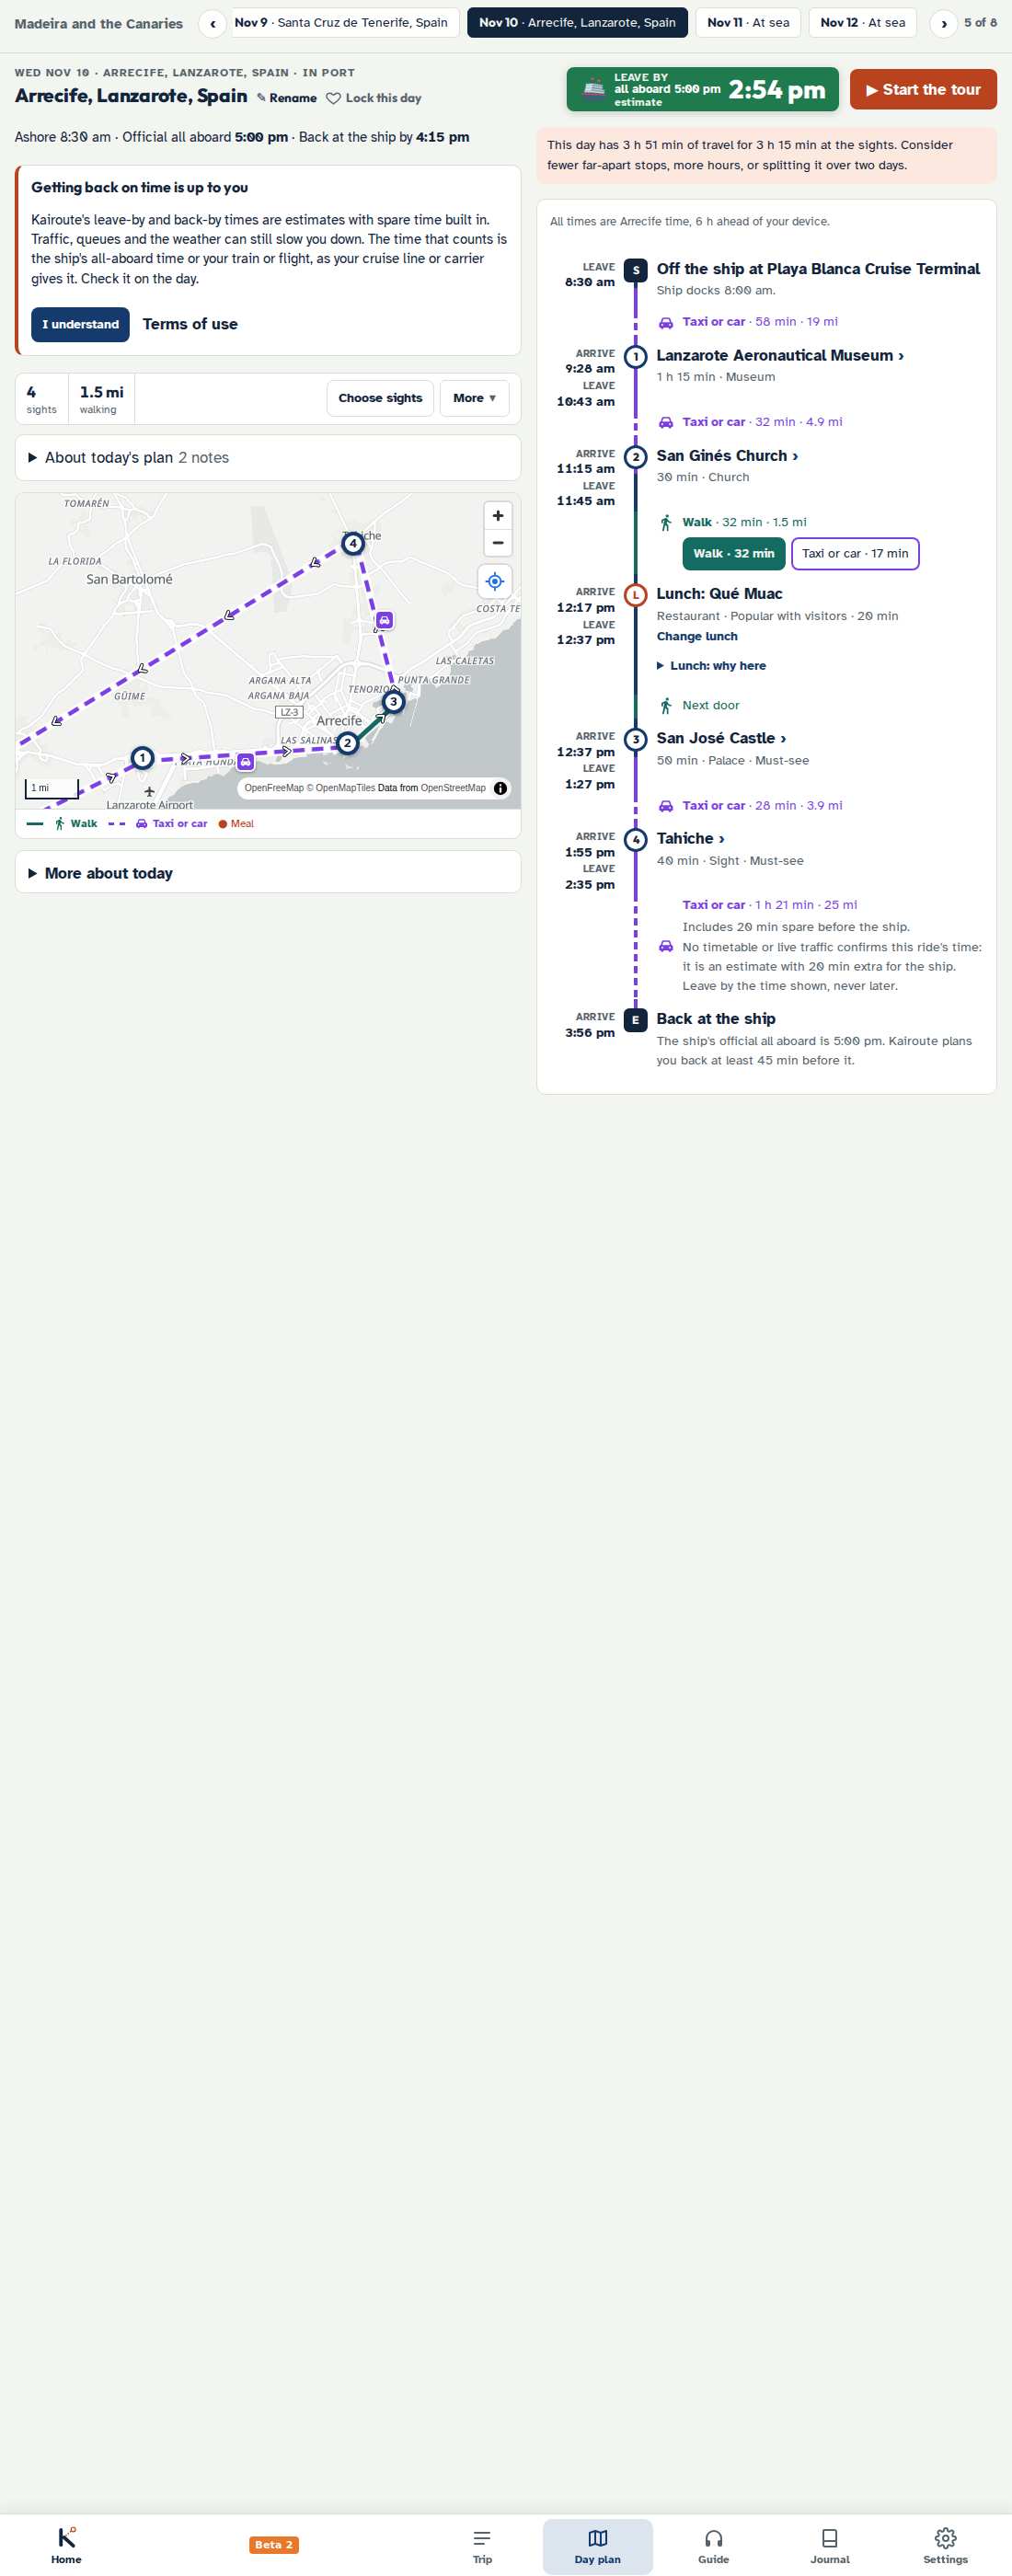 Madeira and the Canaries
‹
Nov 9 · Santa Cruz de Tenerife, Spain
Nov 10 · Arrecife, Lanzarote, Spain
Nov 11 · At sea
Nov 12 · At sea
›
5 of 8
WED NOV 10 · ARRECIFE, LANZAROTE, SPAIN · IN PORT
Arrecife, Lanzarote, Spain ✎ Rename Lock this day
LEAVE BY
all aboard 5:00 pm
estimate
2:54 pm
▶ Start the tour
Ashore 8:30 am · Official all aboard 5:00 pm · Back at the ship by 4:15 pm
Getting back on time is up to you
Kairoute's leave-by and back-by times are estimates with spare time built in.
Traffic, queues and the weather can still slow you down. The time that counts is
the ship's all-aboard time or your train or flight, as your cruise line or carrier
gives it. Check it on the day.
I understand
Terms of use
4
sights
1.5 mi
walking
Choose sights
More ▼
▶ About today's plan 2 notes
TOMARÉN
LA FLORIDA
San Bartolomé
4
COSTA TE
LAS CALETAS
ARGANA ALTA
PUNTA GRANDE
GÜIME
ARGANA BAJA
3
LZ-3
Arrecife
LAS SALINAS
2
1
1 mi
Lanzarote Airport
OpenFreeMap © OpenMapTiles Data from OpenStreetMap
Walk
Taxi or car
Meal
▶ More about today
This day has 3 h 51 min of travel for 3 h 15 min at the sights. Consider
fewer far-apart stops, more hours, or splitting it over two days.
All times are Arrecife time, 6 h ahead of your device.
LEAVE
8:30 am
S
Off the ship at Playa Blanca Cruise Terminal
Ship docks 8:00 am.
Taxi or car · 58 min · 19 mi
ARRIVE
9:28 am
LEAVE
10:43 am
1
Lanzarote Aeronautical Museum ›
1 h 15 min · Museum
Taxi or car · 32 min · 4.9 mi
ARRIVE
11:15 am
LEAVE
11:45 am
2
San Ginés Church ›
30 min · Church
Walk · 32 min · 1.5 mi
Walk · 32 min
Taxi or car · 17 min
ARRIVE
12:17 pm
LEAVE
12:37 pm
L
Lunch: Qué Muac
Restaurant · Popular with visitors · 20 min
Change lunch
▶ Lunch: why here
Next door
ARRIVE
12:37 pm
LEAVE
1:27 pm
3
San José Castle ›
50 min · Palace · Must-see
Taxi or car · 28 min · 3.9 mi
ARRIVE
1:55 pm
LEAVE
2:35 pm
4
Tahiche ›
40 min · Sight · Must-see
Taxi or car · 1 h 21 min · 25 mi
Includes 20 min spare before the ship.
No timetable or live traffic confirms this ride's time:
it is an estimate with 20 min extra for the ship.
Leave by the time shown, never later.
ARRIVE
3:56 pm
E
Back at the ship
The ship's official all aboard is 5:00 pm. Kairoute plans
you back at least 45 min before it.
Home
Beta 2
Trip
Day plan
Guide
Journal
Settings